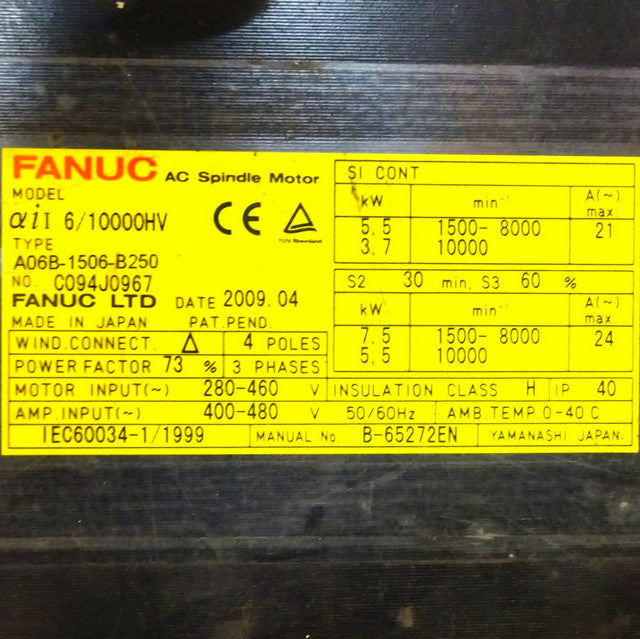 FANUC AC Spindle Motor
MODEL
αiI 6/10000HV
TYPE
A06B-1506-B250
NO. C094J0967
FANUC LTD DATE 2009.04
MADE IN JAPAN PAT.PEND.
WIND.CONNECT. △ 4 POLES
POWER FACTOR 73 % 3 PHASES
SI CONT
kW min⁻¹ A(~) max.
5,5 1500-8000 21
3,7 10000
S2 30 min, S3 60 %
kW min⁻¹ A(~) max
7,5 1500-8000 24
5,5 10000
MOTOR INPUT(~) 280-460 V INSULATION CLASS H IP 40
AMP.INPUT(~) 400-480 V 50/60Hz AMB.TEMP.0-40 C
IEC60034-1/1999 MANUAL No. B-65272EN YAMANASHI JAPAN.
CE
TÜV Rheinland